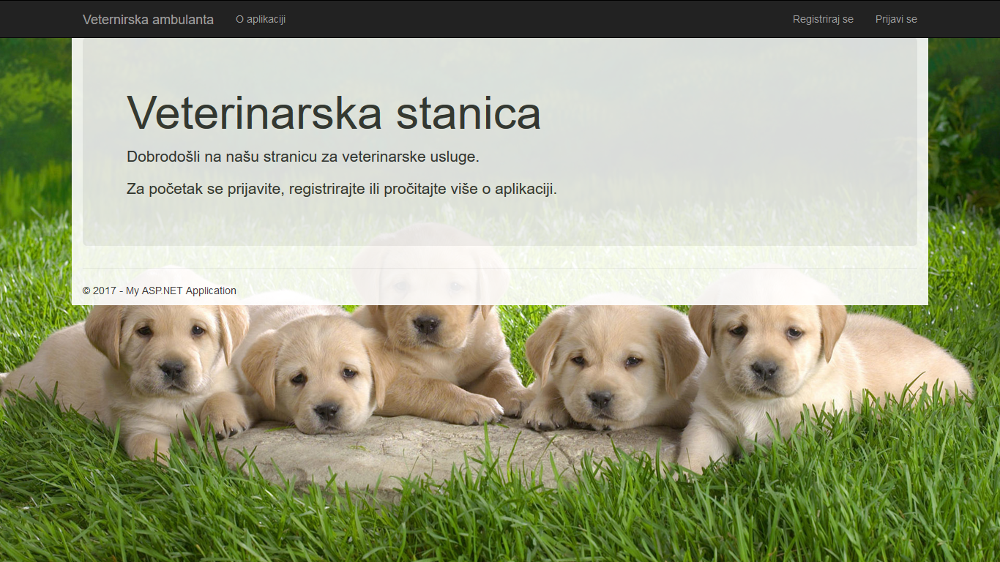 Veternirska ambulanta
O aplikaciji
Registriraj se
Prijavi se
Veterinarska stanica
Dobrodošli na našu stranicu za veterinarske usluge.
Za početak se prijavite, registrirajte ili pročitajte više o aplikaciji.
© 2017 - My ASP.NET Application